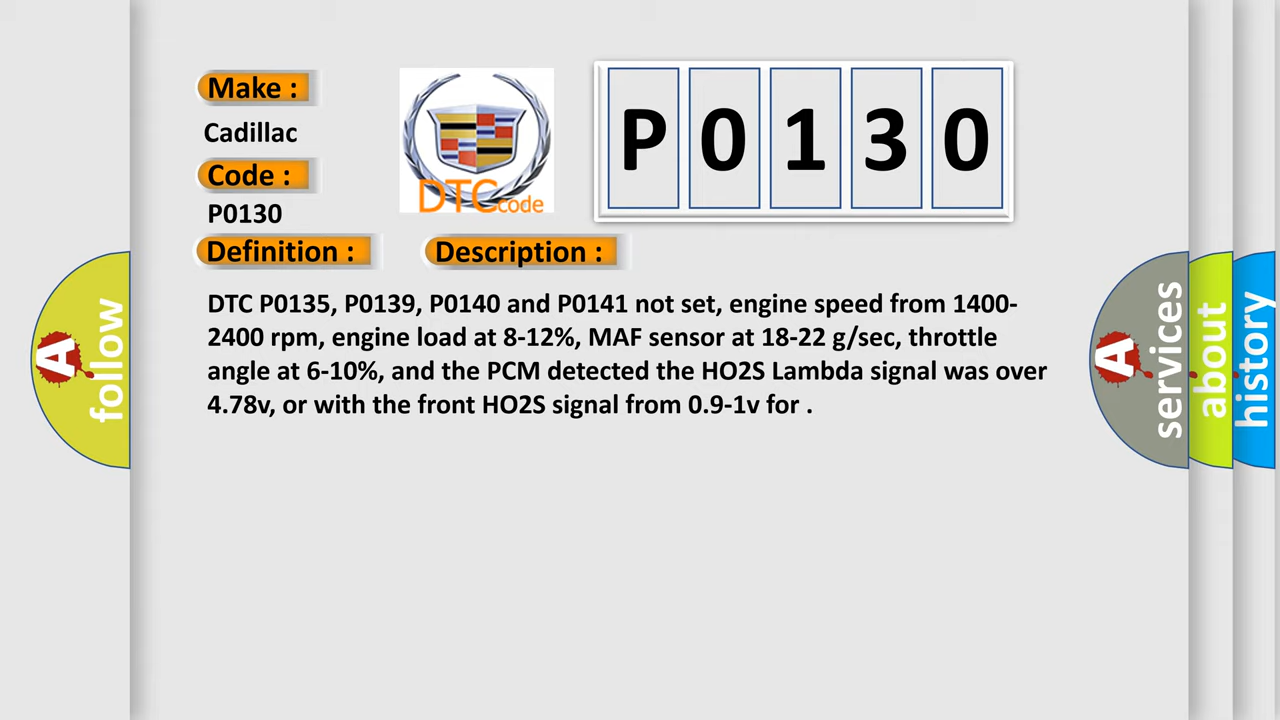 Make :
Cadillac
Code :
P0130
DTCcode
P0130
Definition :
Description :
DTC P0135, P0139, P0140 and P0141 not set, engine speed from 1400-
2400 rpm, engine load at 8-12%, MAF sensor at 18-22 g/sec, throttle
angle at 6-10%, and the PCM detected the HO2S Lambda signal was over
4.78v, or with the front HO2S signal from 0.9-1v for .
A
follow
A
services
about
history